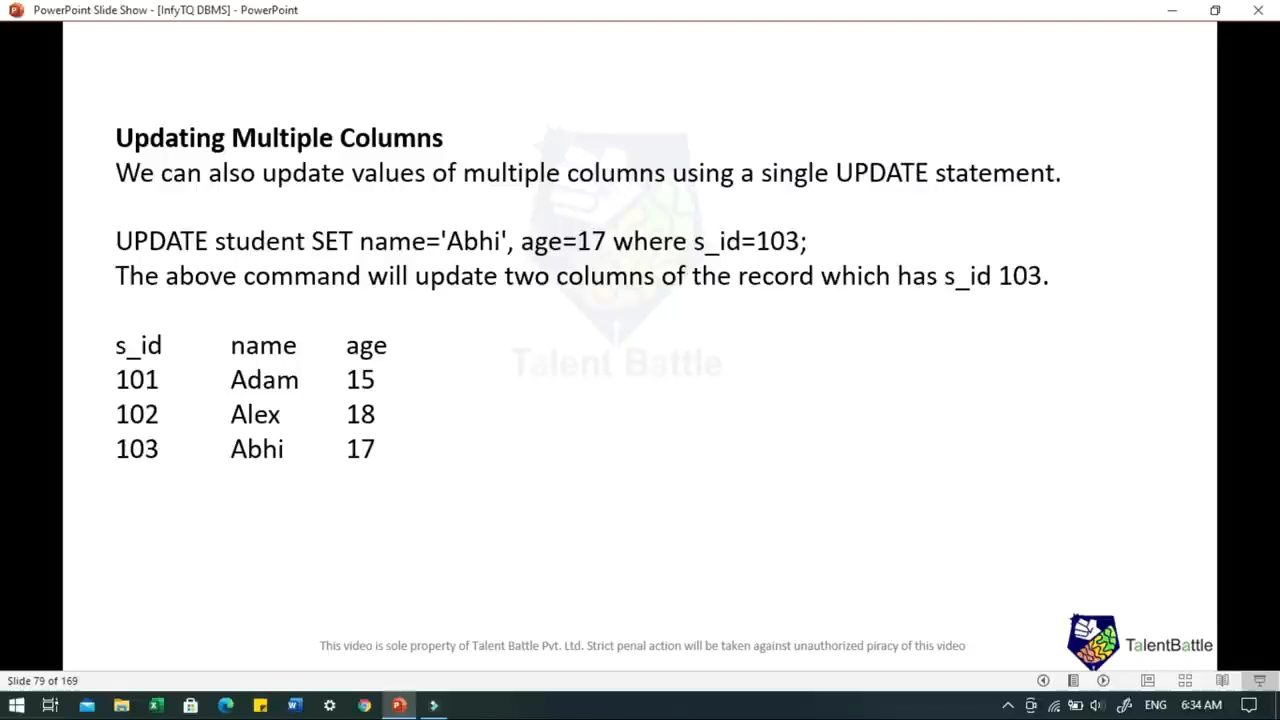 PowerPoint Slide Show - [InfyTQ DBMS] - PowerPoint
Updating Multiple Columns
We can also update values of multiple columns using a single UPDATE statement.
UPDATE student SET name='Abhi', age=17 where s_id=103;
The above command will update two columns of the record which has s_id 103.
s_id name age
101 Adam 15
102 Alex 18
103 Abhi 17
Talent Battle
This video is sole property of Talent Battle Pvt. Ltd. Strict penal action will be taken against unauthorized piracy of this video
TalentBattle
Slide 79 of 169
ENG 6:34 AM